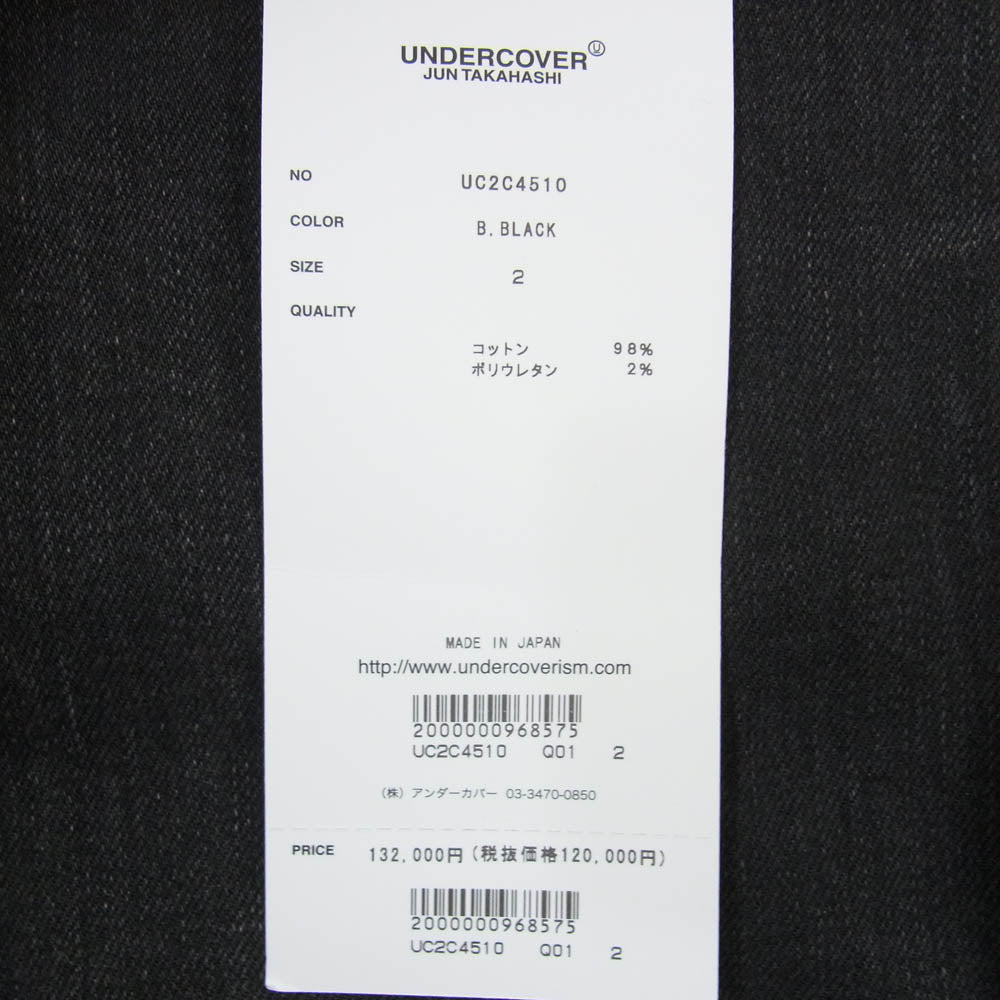 UNDERCOVER Ⓤ
JUN TAKAHASHI
NO UC2C4510
COLOR B.BLACK
SIZE 2
QUALITY
コットン 98%
ポリウレタン 2%
MADE IN JAPAN
http://www.undercoverism.com
2000000968575
UC2C4510 Q01 2
（株）アンダーカバー 03-3470-0850
PRICE 132,000円(税抜価格120,000円)
2000000968575
UC2C4510 Q01 2